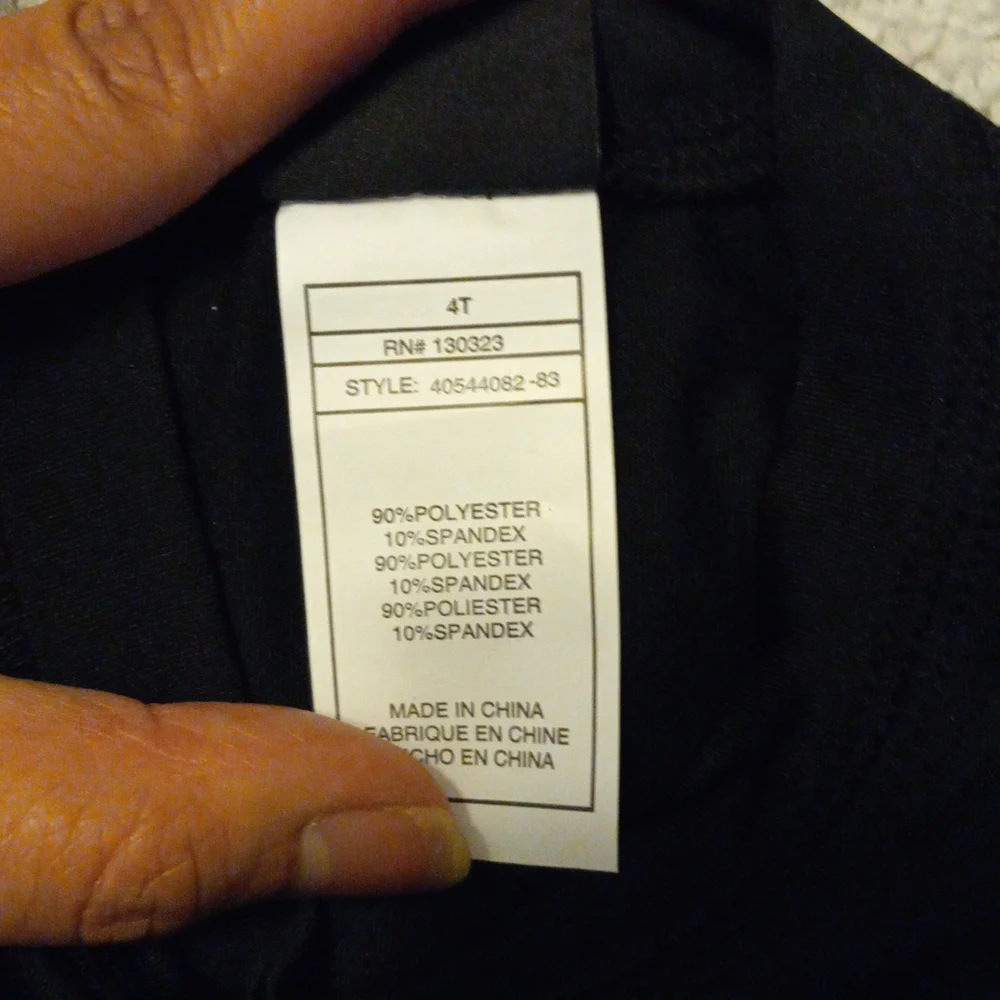 4T
RN# 130323
STYLE: 40544082-83
90%POLYESTER
10%SPANDEX
90%POLYESTER
10%SPANDEX
90%POLIESTER
10%SPANDEX
MADE IN CHINA
FABRIQUE EN CHINE
EN CHINA